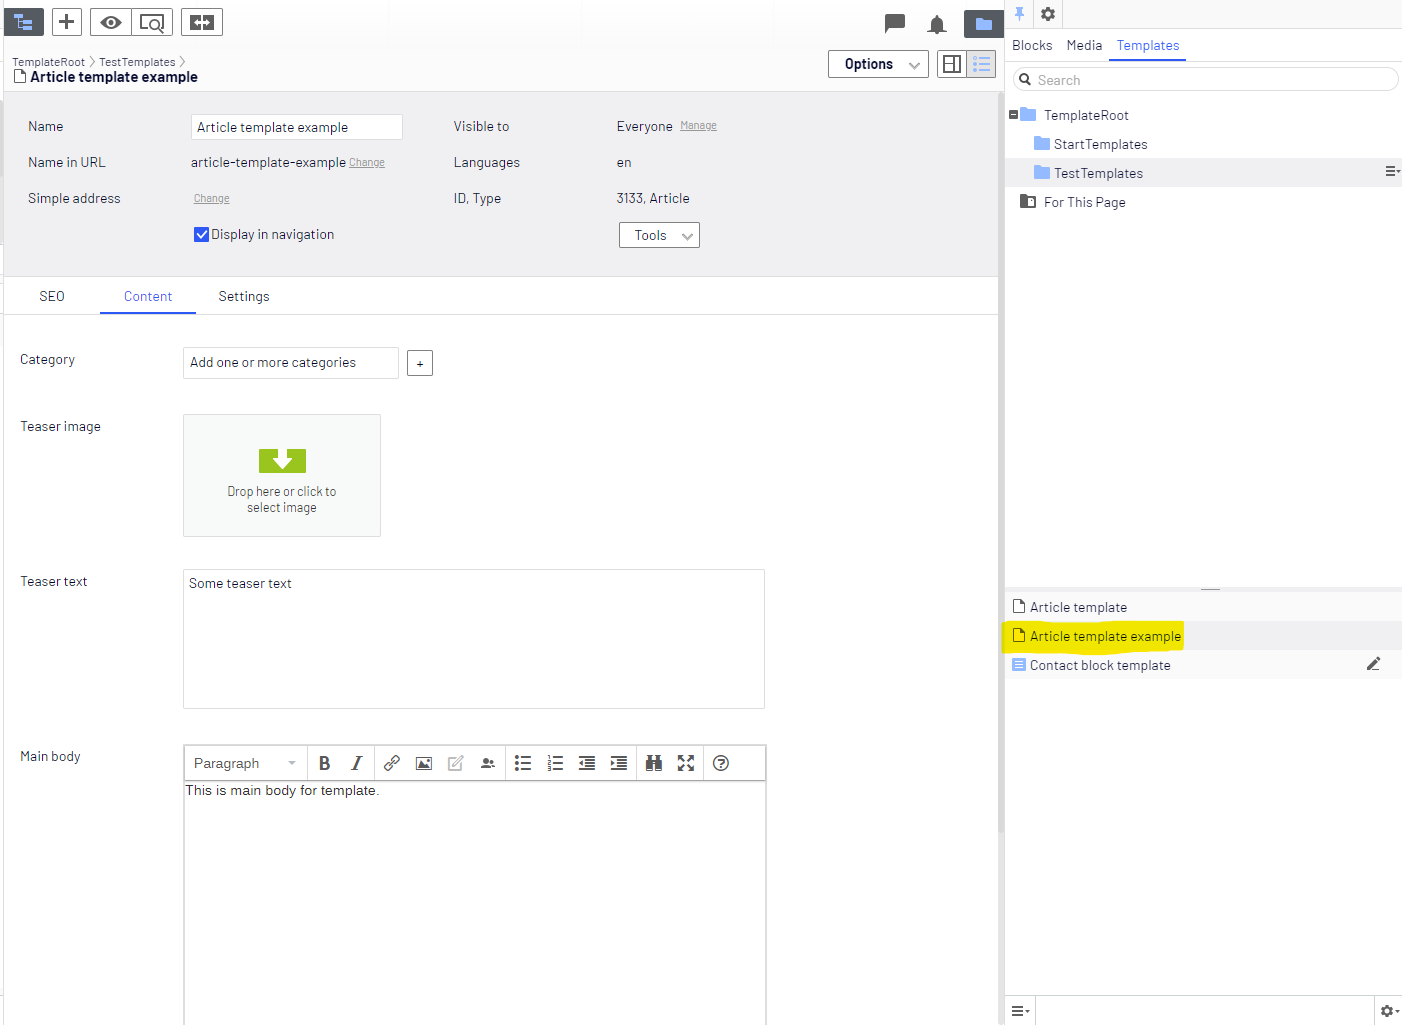 TemplateRoot > TestTemplates >
Article template example
Options
Name
Article template example
Visible to
Everyone Manage
Name in URL
article-template-example Change
Languages
en
Simple address
Change
ID, Type
3133, Article
Display in navigation
Tools
SEO
Content
Settings
Category
Add one or more categories
+
Teaser image
Drop here or click to
select image
Teaser text
Some teaser text
Main body
Paragraph
B I
This is main body for template.
Blocks Media Templates
Search
TemplateRoot
StartTemplates
TestTemplates
For This Page
Article template
Article template example
Contact block template